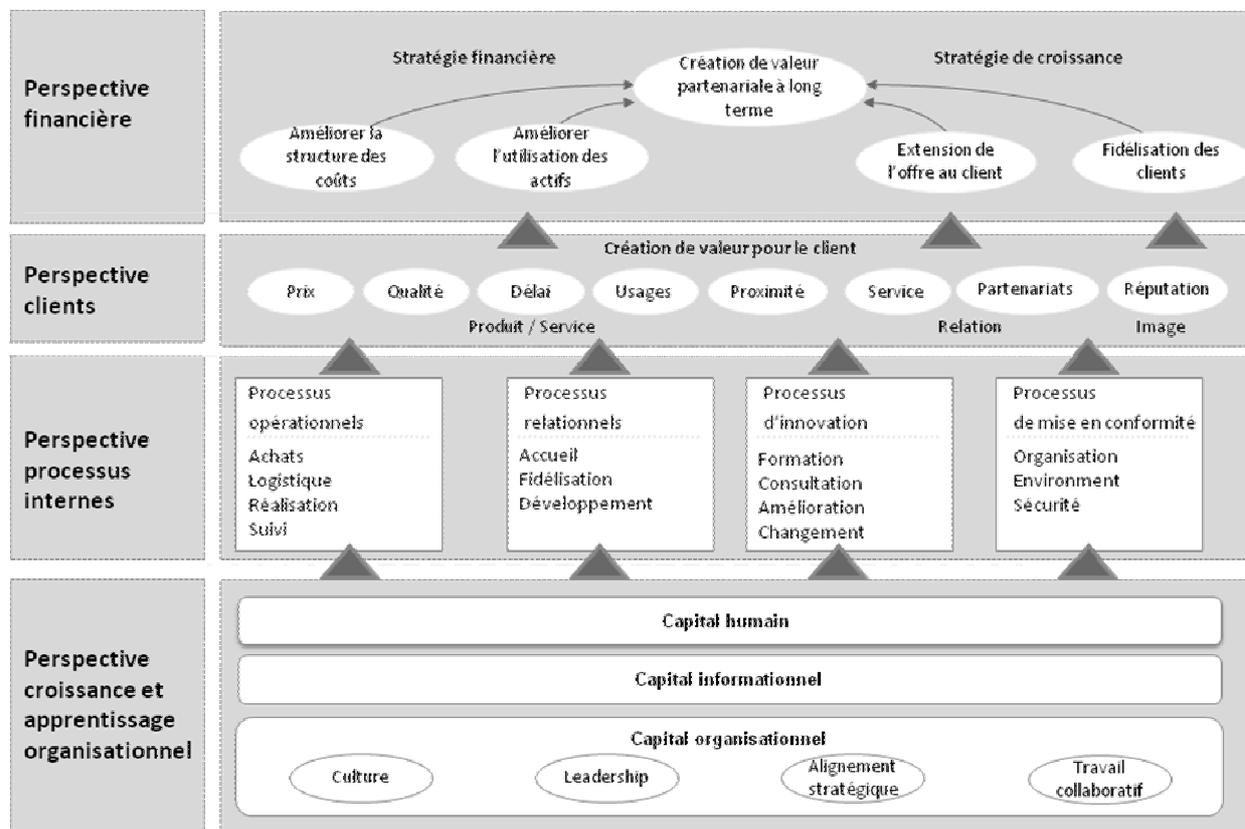 Perspective
financière
Stratégie financière
Stratégie de croissance
Création de valeur
partenariale à long
terme
Améliorer la
structure des
coûts
Améliorer
l'utilisation des
actifs
Extension de
l'offre au client
Fidélisation des
clients
Perspective
clients
Création de valeur pour le client
Prix
Qualité
Délai
Usages
Proximité
Service
Partenariats
Réputation
Produit / Service
Relation
Image
Perspective
processus
internes
Processus
opérationnels
Achats
Logistique
Réalisation
Suivi
Processus
relationnels
Accueil
Fidélisation
Développement
Processus
d'innovation
Formation
Consultation
Amélioration
Changement
Processus
de mise en conformité
Organisation
Environment
Sécurité
Perspective
croissance et
apprentissage
organisationnel
Capital humain
Capital informationnel
Capital organisationnel
Culture
Leadership
Alignement
stratégique
Travail
collaboratif